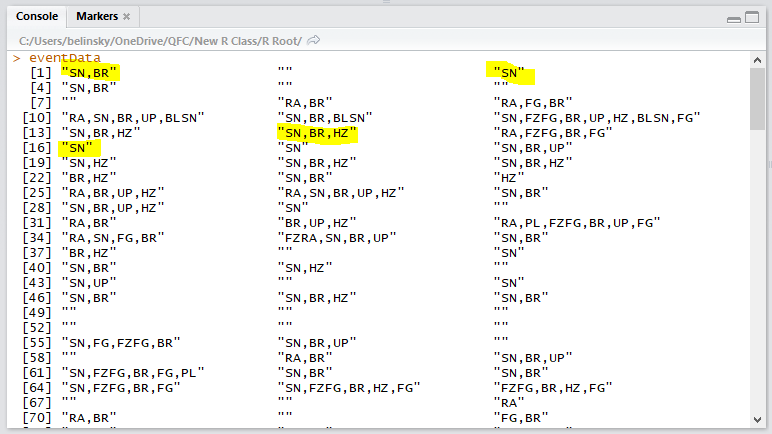 Console Markers ×
C:/Users/belinsky/OneDrive/QFC/New R Class/R Root/
> eventData
[1] "SN,BR" "" "SN"
[4] "SN,BR" "" ""
[7] "" "RA,BR" "RA,FG,BR"
[10] "RA,SN,BR,UP,BLSN" "SN,BR,BLSN" "SN,FZFG,BR,UP,HZ,BLSN,FG"
[13] "SN,BR,HZ" "SN,BR,HZ" "RA,FZFG,BR,FG"
[16] "SN" "SN" "SN,BR,UP"
[19] "SN,HZ" "SN,BR,HZ" "SN,BR,HZ"
[22] "BR,HZ" "SN,BR" "HZ"
[25] "RA,BR,UP,HZ" "RA,SN,BR,UP,HZ" "SN,BR"
[28] "SN,BR,UP,HZ" "SN" ""
[31] "RA,BR" "BR,UP,HZ" "RA,PL,FZFG,BR,UP,FG"
[34] "RA,SN,FG,BR" "FZRA,SN,BR,UP" "SN,BR"
[37] "BR,HZ" "" "SN"
[40] "SN,BR" "SN,HZ" ""
[43] "SN,UP" "" "SN"
[46] "SN,BR" "SN,BR,HZ" "SN,BR"
[49] "" "" ""
[52] "" "" ""
[55] "SN,FG,FZFG,BR" "SN,BR,UP" ""
[58] "" "RA,BR" "SN,BR,UP"
[61] "SN,FZFG,BR,FG,PL" "SN,BR" "SN,BR"
[64] "SN,FZFG,BR,FG" "SN,FZFG,BR,HZ,FG" "FZFG,BR,HZ,FG"
[67] "" "" "RA"
[70] "RA,BR" "" "FG,BR"